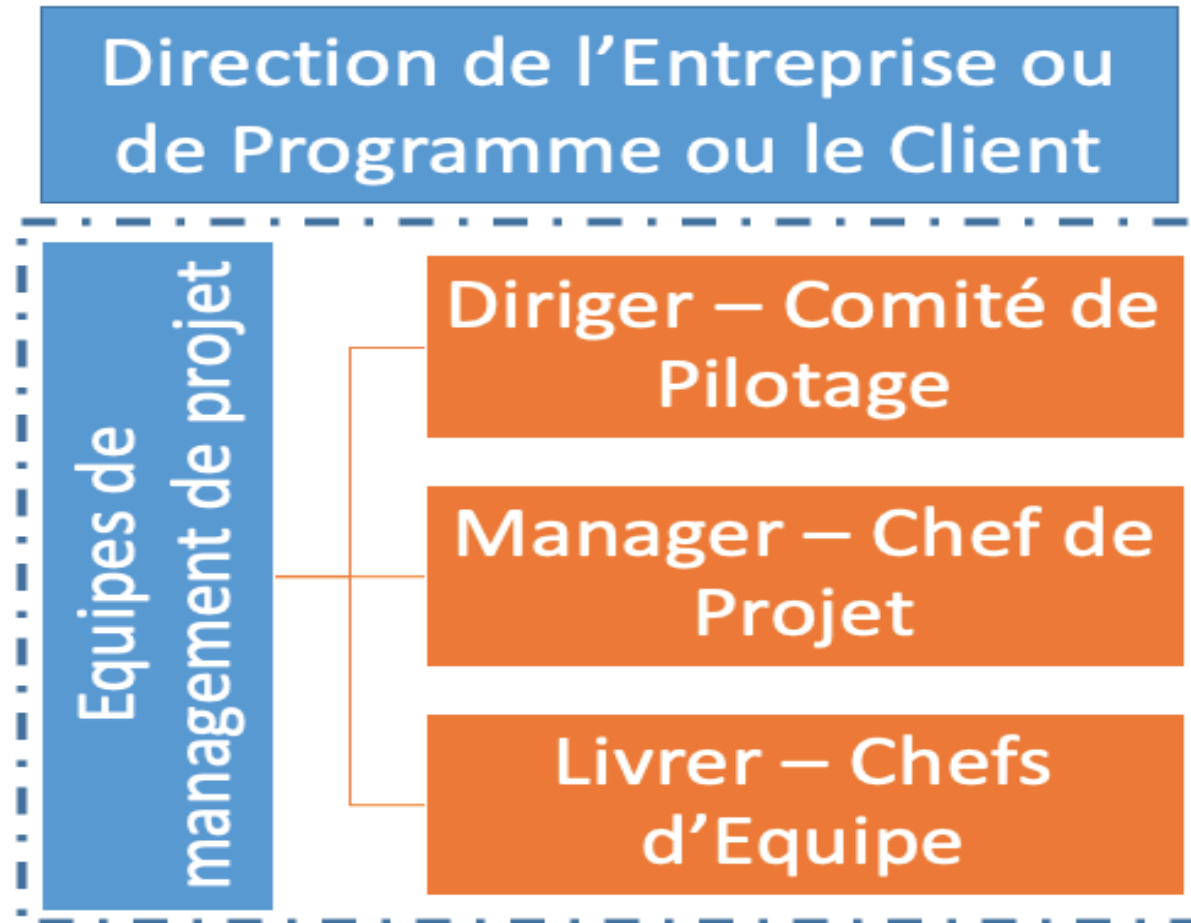 Direction de l’Entreprise ou
de Programme ou le Client
Equipes de
management de projet
Diriger – Comité de
Pilotage
Manager – Chef de
Projet
Livrer – Chefs
d’Equipe